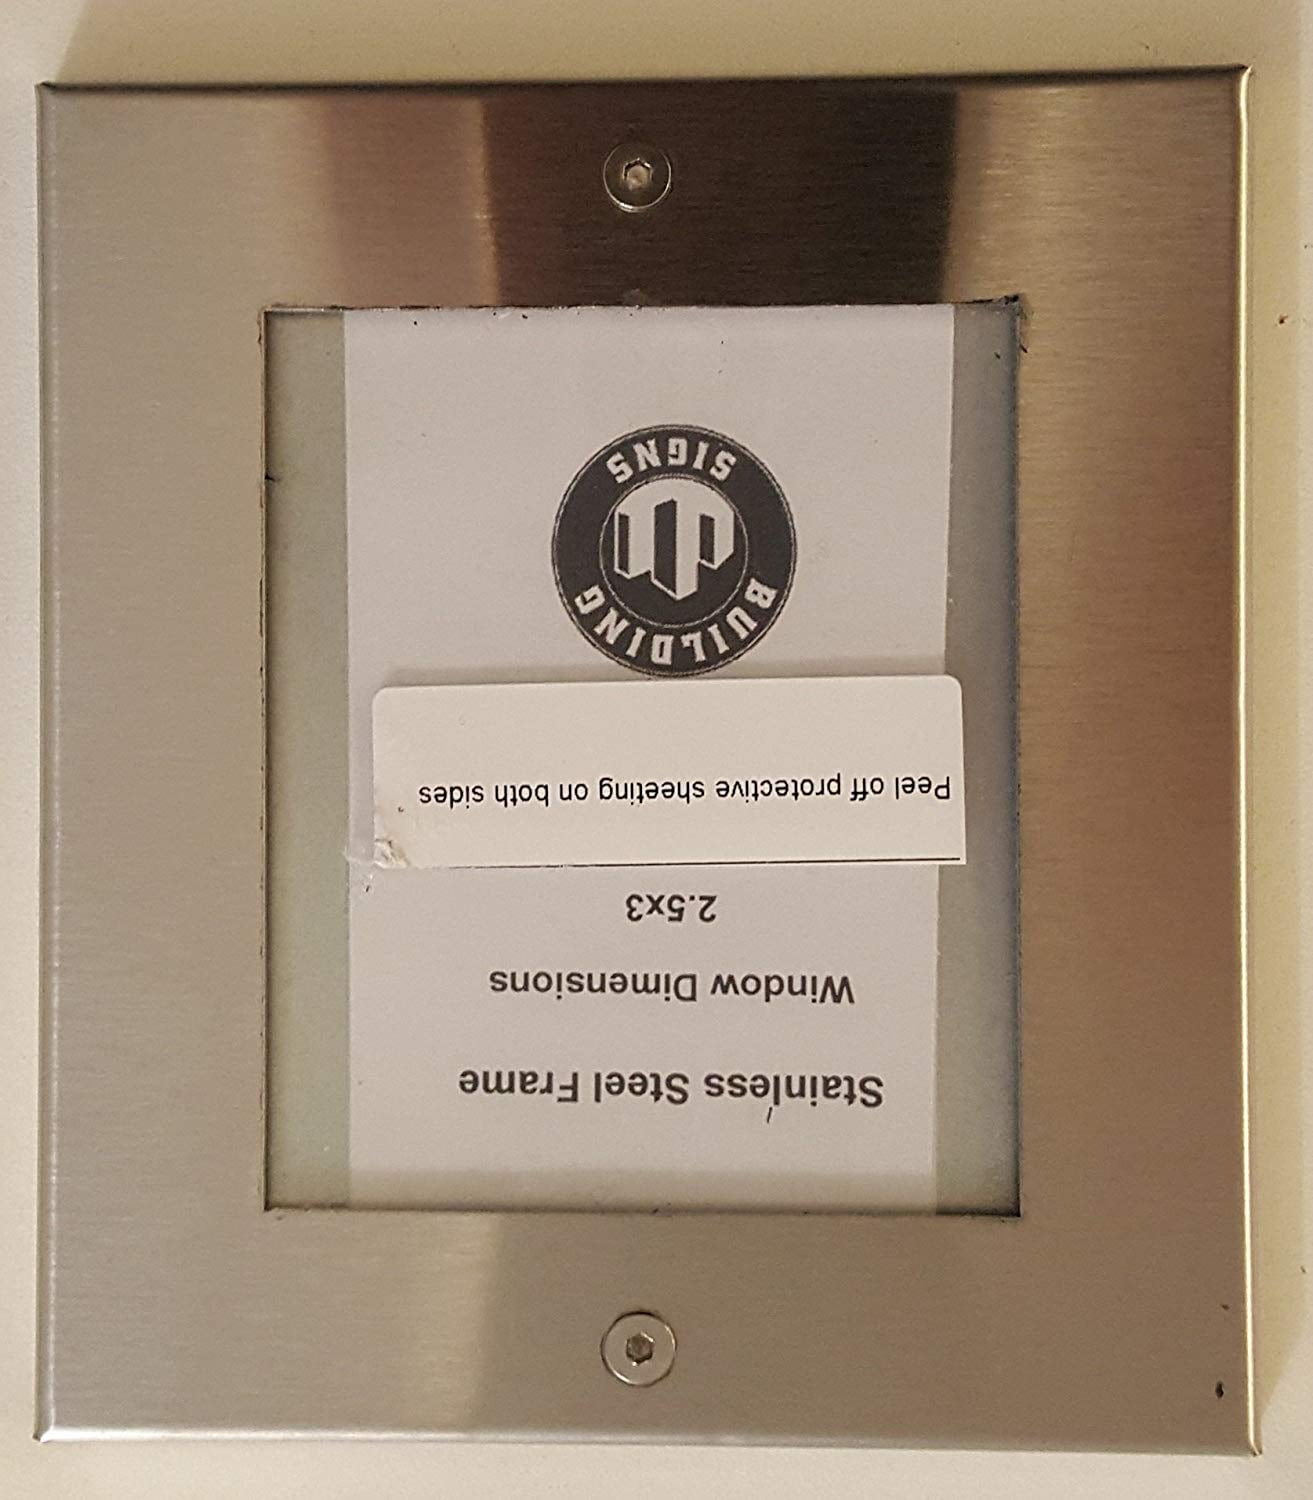 Stainless Steel Frame
Window Dimensions
2.5x3
Peel off protective sheeting on both sides
BUILDING
SIGNS